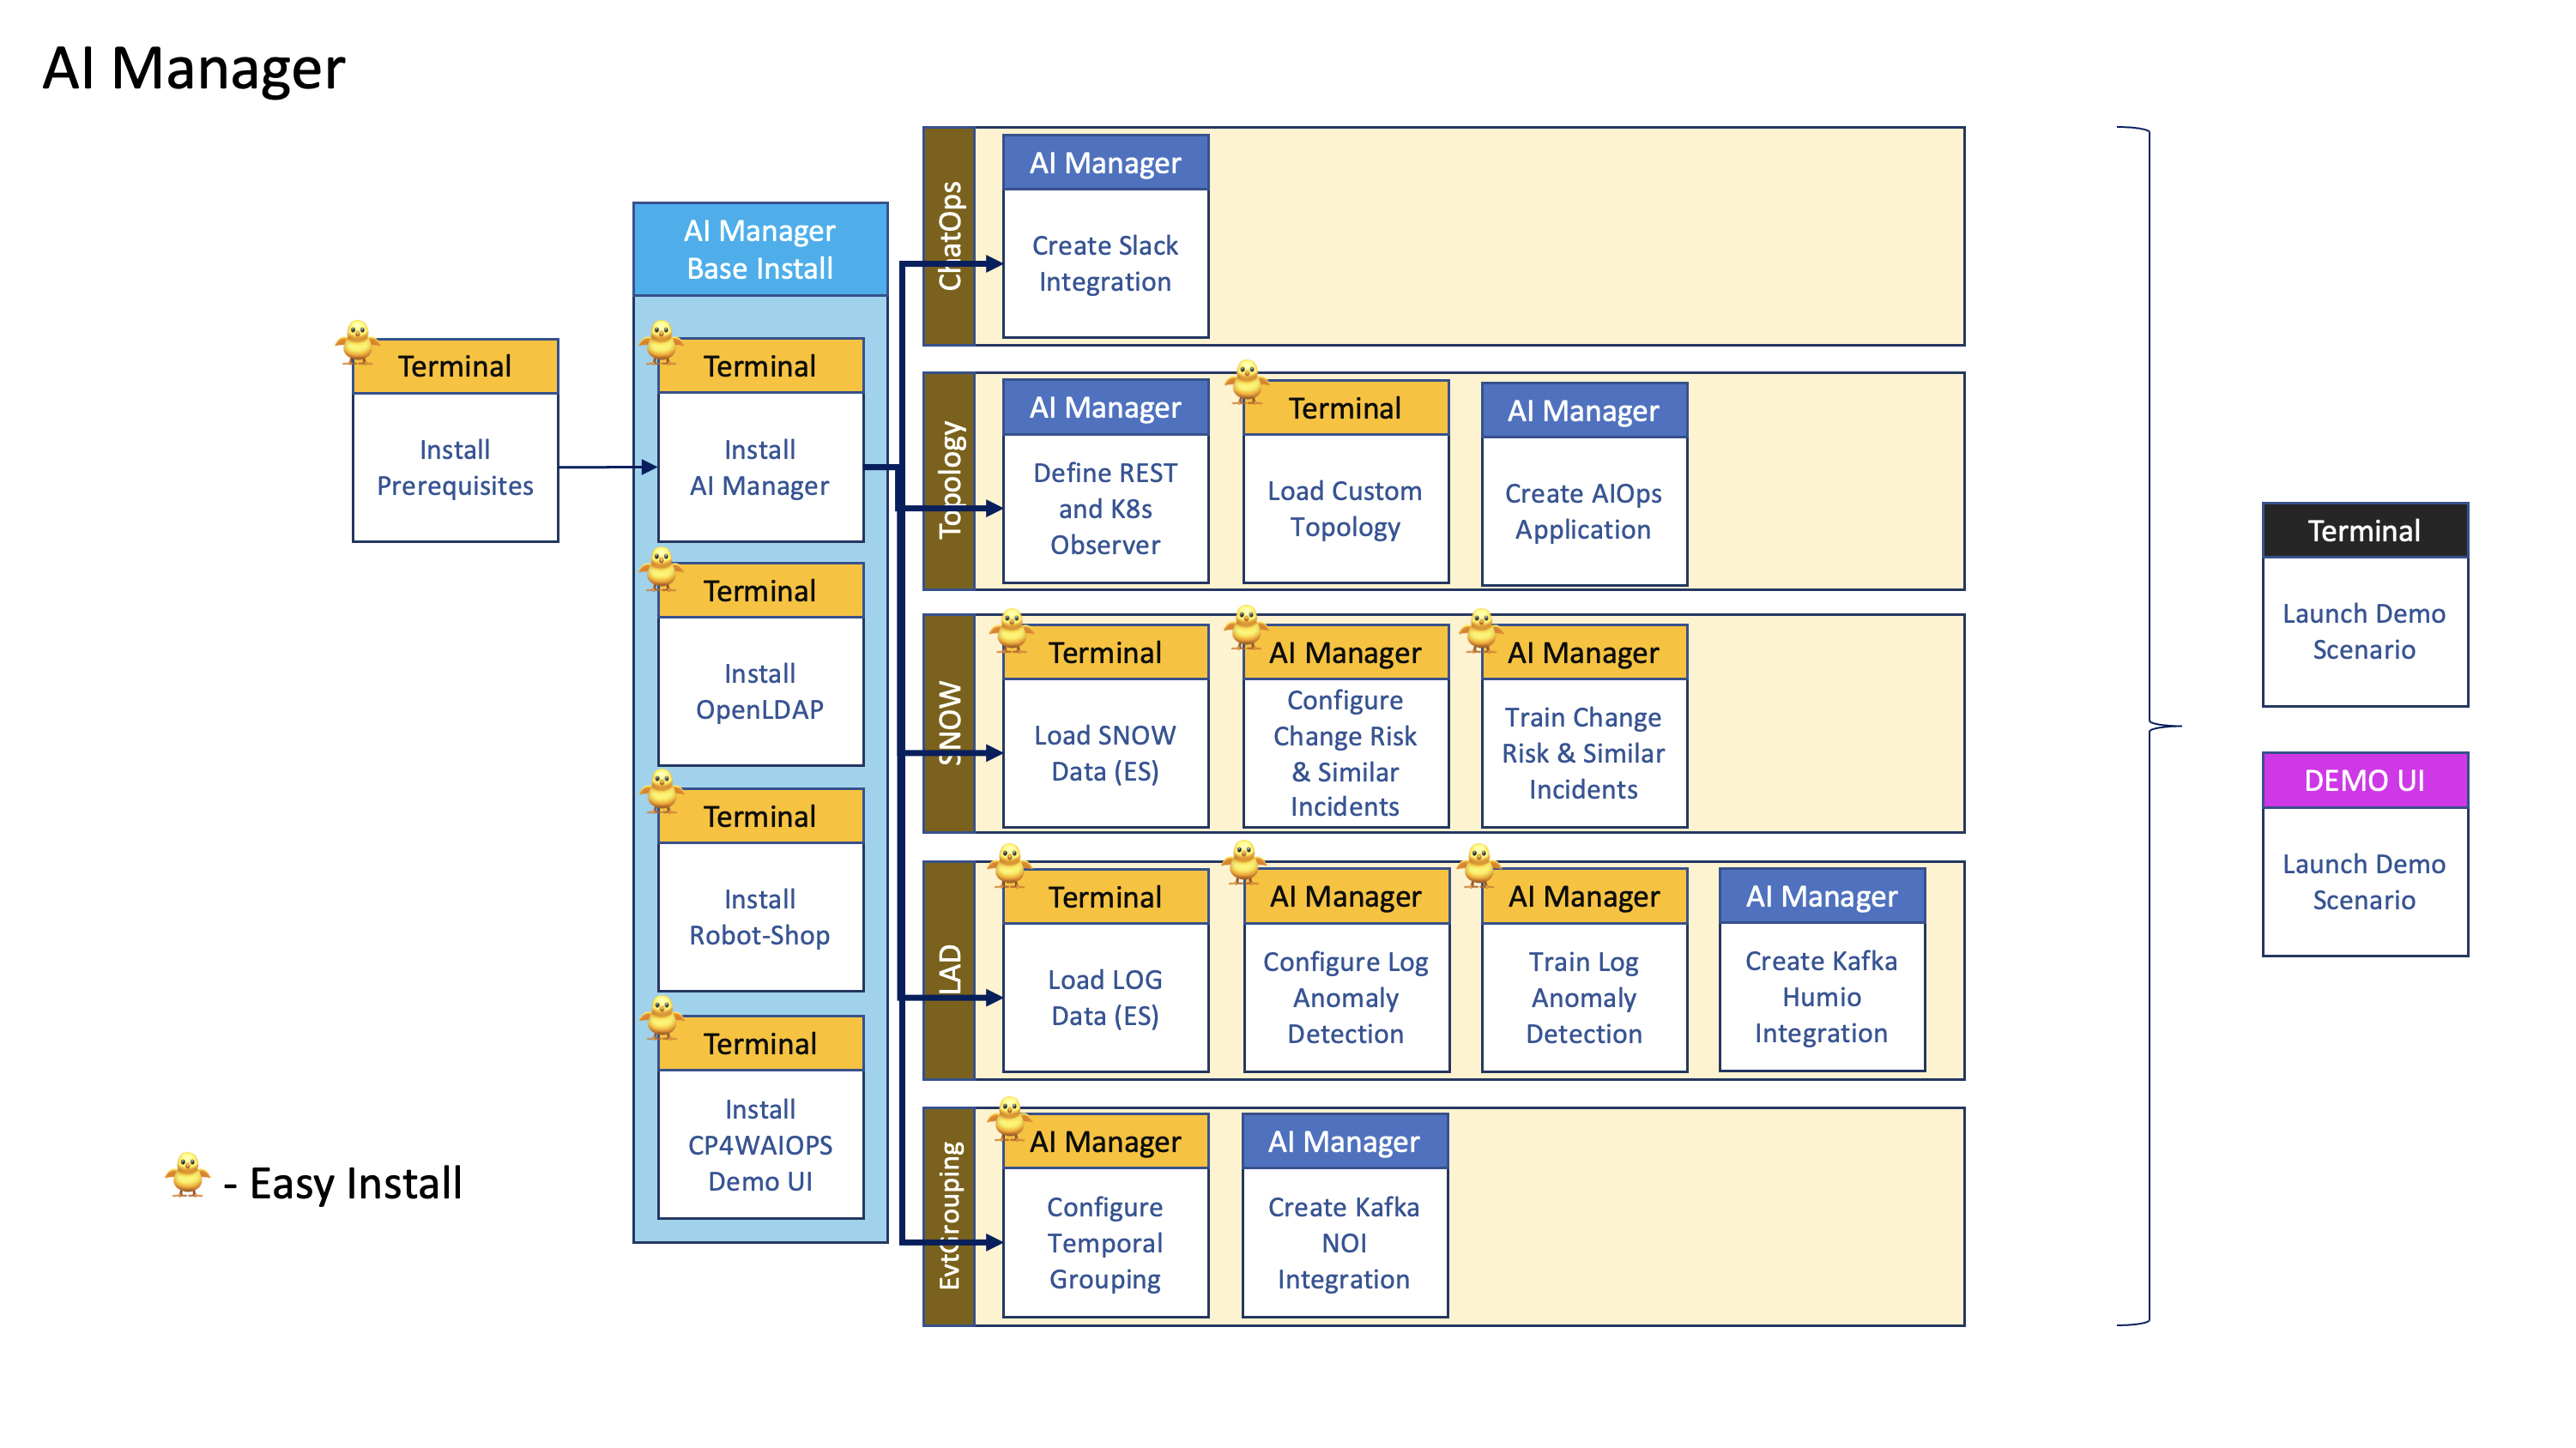 AI Manager
Terminal
Install
Prerequisites
AI Manager
Base Install
Terminal
Install
AI Manager
Terminal
Install
OpenLDAP
Terminal
Install
Robot-Shop
Terminal
Install
CP4WAIOPS
Demo UI
- Easy Install
ChatOps
AI Manager
Create Slack
Integration
Topology
AI Manager
Define REST
and K8s
Observer
Terminal
Load Custom
Topology
AI Manager
Create AIOps
Application
SNOW
Terminal
Load SNOW
Data (ES)
AI Manager
Configure
Change Risk
& Similar
Incidents
AI Manager
Train Change
Risk & Similar
Incidents
LAD
Terminal
Load LOG
Data (ES)
AI Manager
Configure Log
Anomaly
Detection
AI Manager
Train Log
Anomaly
Detection
AI Manager
Create Kafka
Humio
Integration
EvtGrouping
AI Manager
Configure
Temporal
Grouping
AI Manager
Create Kafka
NOI
Integration
Terminal
Launch Demo
Scenario
DEMO UI
Launch Demo
Scenario